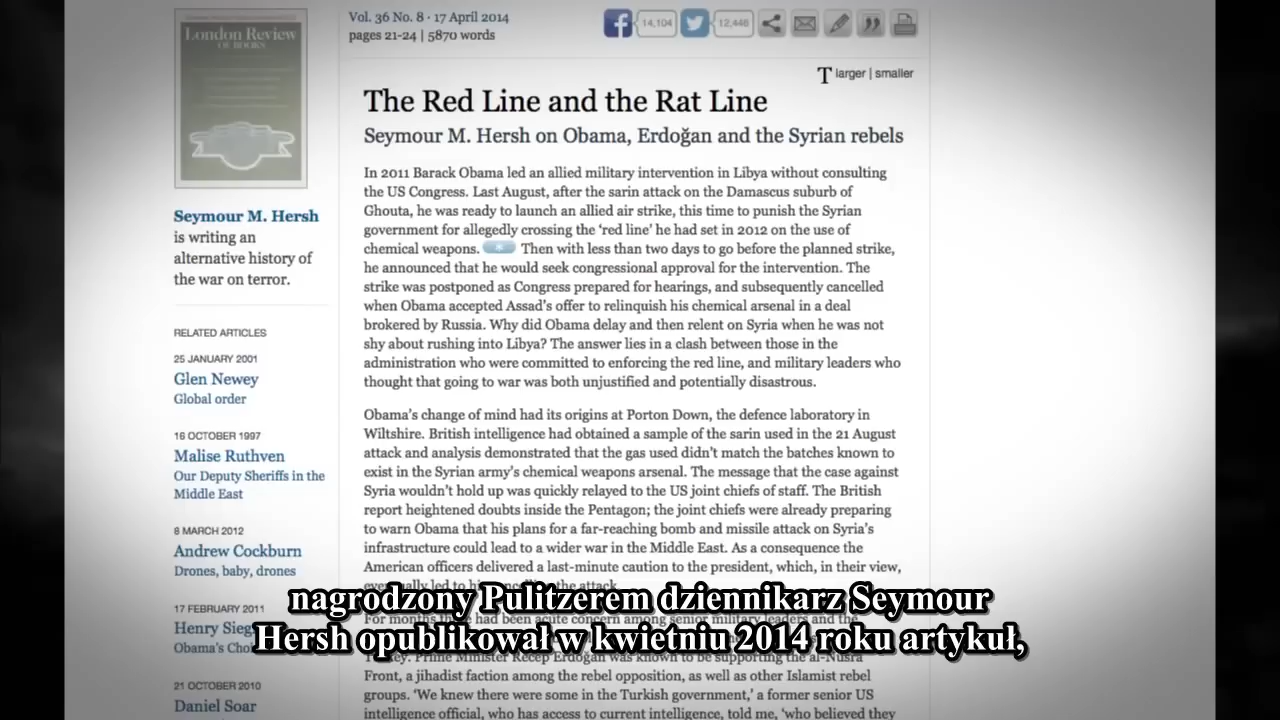 London Review
OF BOOKS
Vol. 36 No. 8 · 17 April 2014
pages 21-24 | 5870 words
14,104
12,446
T larger | smaller
The Red Line and the Rat Line
Seymour M. Hersh on Obama, Erdoğan and the Syrian rebels
In 2011 Barack Obama led an allied military intervention in Libya without consulting
the US Congress. Last August, after the sarin attack on the Damascus suburb of
Ghouta, he was ready to launch an allied air strike, this time to punish the Syrian
government for allegedly crossing the ‘red line’ he had set in 2012 on the use of
chemical weapons. * Then with less than two days to go before the planned strike,
he announced that he would seek congressional approval for the intervention. The
strike was postponed as Congress prepared for hearings, and subsequently cancelled
when Obama accepted Assad’s offer to relinquish his chemical arsenal in a deal
brokered by Russia. Why did Obama delay and then relent on Syria when he was not
shy about rushing into Libya? The answer lies in a clash between those in the
administration who were committed to enforcing the red line, and military leaders who
thought that going to war was both unjustified and potentially disastrous.
Obama’s change of mind had its origins at Porton Down, the defence laboratory in
Wiltshire. British intelligence had obtained a sample of the sarin used in the 21 August
attack and analysis demonstrated that the gas used didn’t match the batches known to
exist in the Syrian army’s chemical weapons arsenal. The message that the case against
Syria wouldn’t hold up was quickly relayed to the US joint chiefs of staff. The British
report heightened doubts inside the Pentagon; the joint chiefs were already preparing
to warn Obama that his plans for a far-reaching bomb and missile attack on Syria’s
infrastructure could lead to a wider war in the Middle East. As a consequence the
American officers delivered a last-minute caution to the president, which, in their view,
eventually led to his cancelling the attack.
For months there had been acute concern among senior military leaders and the
Turkey. Prime Minister Recep Erdoğan was known to be supporting the al-Nusra
Front, a jihadist faction among the rebel opposition, as well as other Islamist rebel
groups. ‘We knew there were some in the Turkish government,’ a former senior US
intelligence official, who has access to current intelligence, told me, ‘who believed they
Seymour M. Hersh
is writing an
alternative history of
the war on terror.
RELATED ARTICLES
25 JANUARY 2001
Glen Newey
Global order
16 OCTOBER 1997
Malise Ruthven
Our Deputy Sheriffs in the
Middle East
8 MARCH 2012
Andrew Cockburn
Drones, baby, drones
17 FEBRUARY 2011
Henry Sieg
Obama’s Choi
21 OCTOBER 2010
Daniel Soar
nagrodzony Pulitzerem dziennikarz Seymour
Hersh opublikował w kwietniu 2014 roku artykuł,